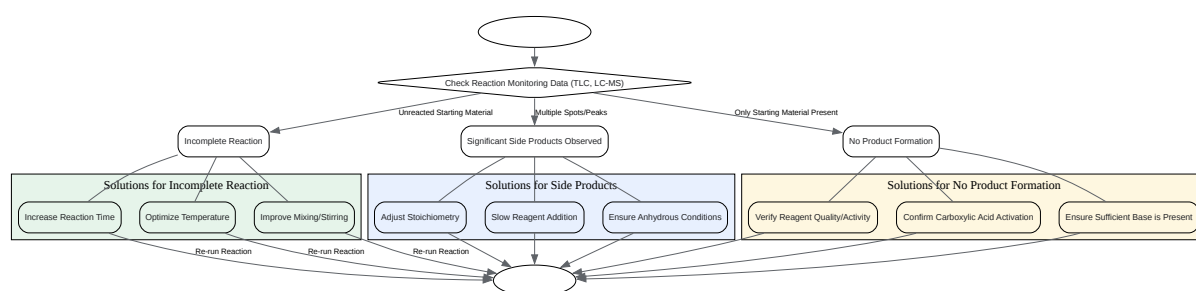 Check Reaction Monitoring Data (TLC, LC-MS)
Unreacted Starting Material
Multiple Spots/Peaks
Only Starting Material Present
Incomplete Reaction
Significant Side Products Observed
No Product Formation
Solutions for Incomplete Reaction
Solutions for Side Products
Solutions for No Product Formation
Increase Reaction Time
Optimize Temperature
Improve Mixing/Stirring
Adjust Stoichiometry
Slow Reagent Addition
Ensure Anhydrous Conditions
Verify Reagent Quality/Activity
Confirm Carboxylic Acid Activation
Ensure Sufficient Base is Present
Re-run Reaction
Re-run Reaction
Re-run Reaction